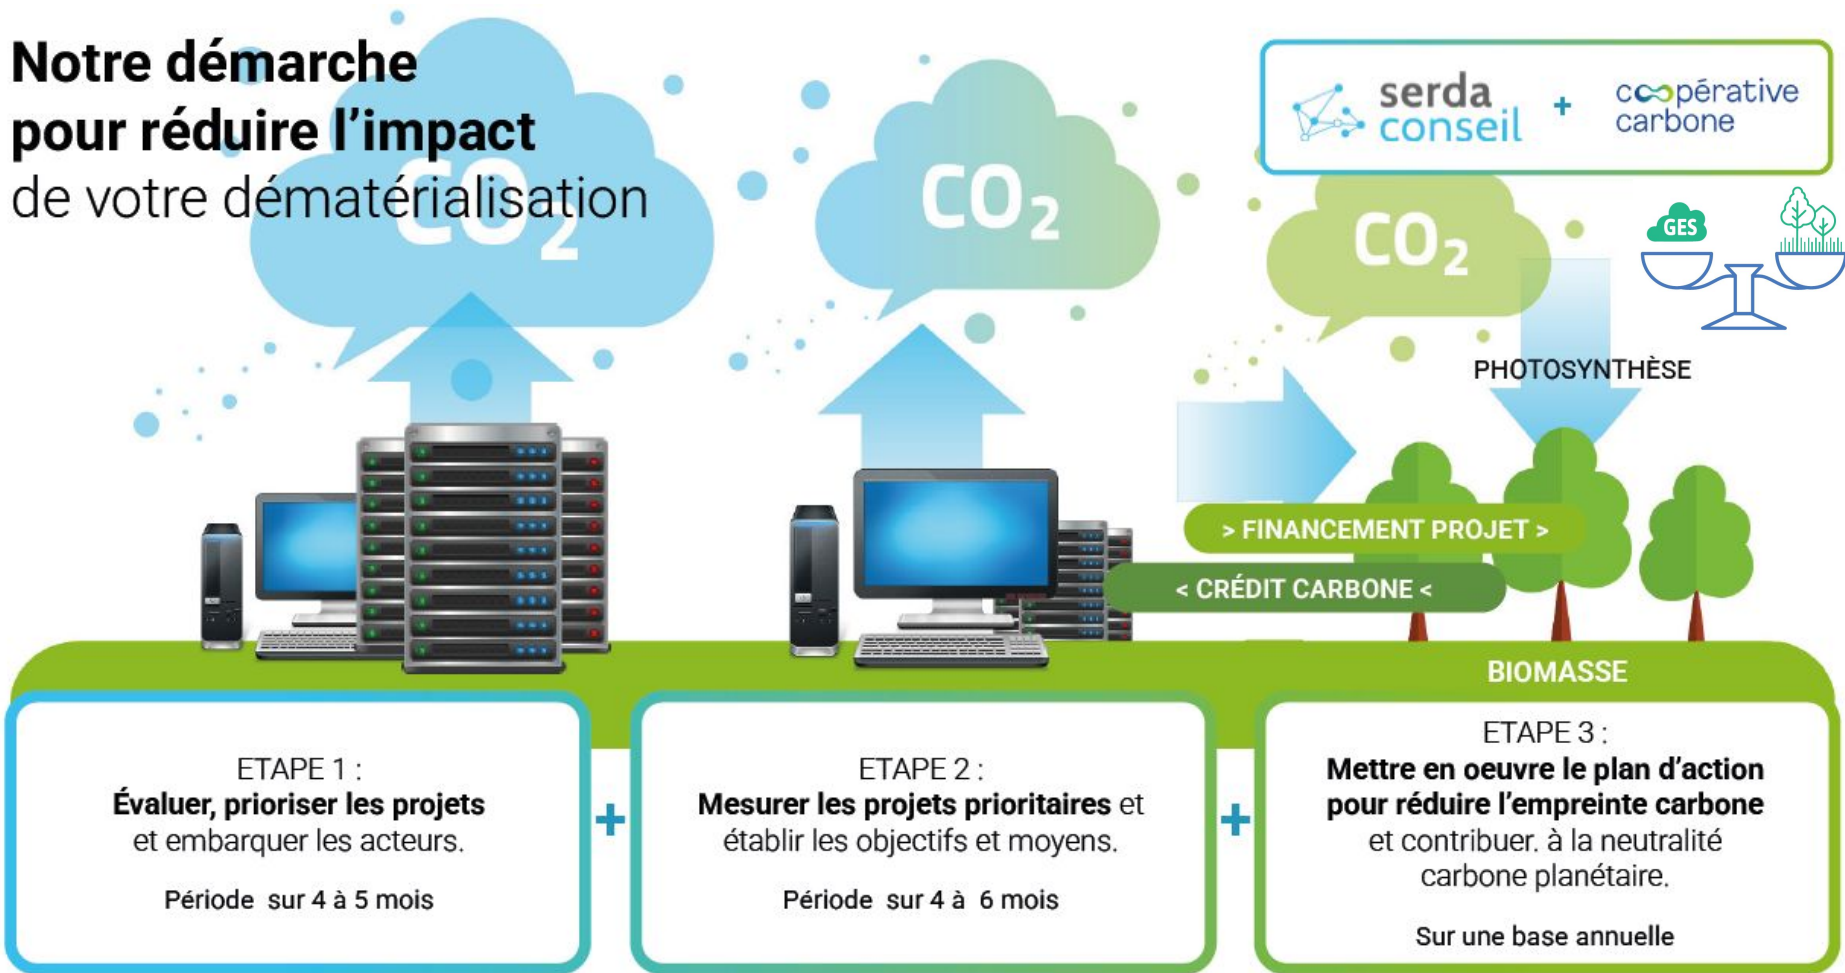 Notre démarche
pour réduire l'impact
de votre dématérialisation
serda
conseil
+
coopérative
carbone
CO2
CO2
CO2
GES
PHOTOSYNTHÈSE
> FINANCEMENT PROJET >
< CRÉDIT CARBONE <
BIOMASSE
ETAPE 1 :
Évaluer, prioriser les projets
et embarquer les acteurs.
Période sur 4 à 5 mois
+
ETAPE 2 :
Mesurer les projets prioritaires et
établir les objectifs et moyens.
Période sur 4 à 6 mois
+
ETAPE 3 :
Mettre en oeuvre le plan d'action
pour réduire l'empreinte carbone
et contribuer. à la neutralité
carbone planétaire.
Sur une base annuelle